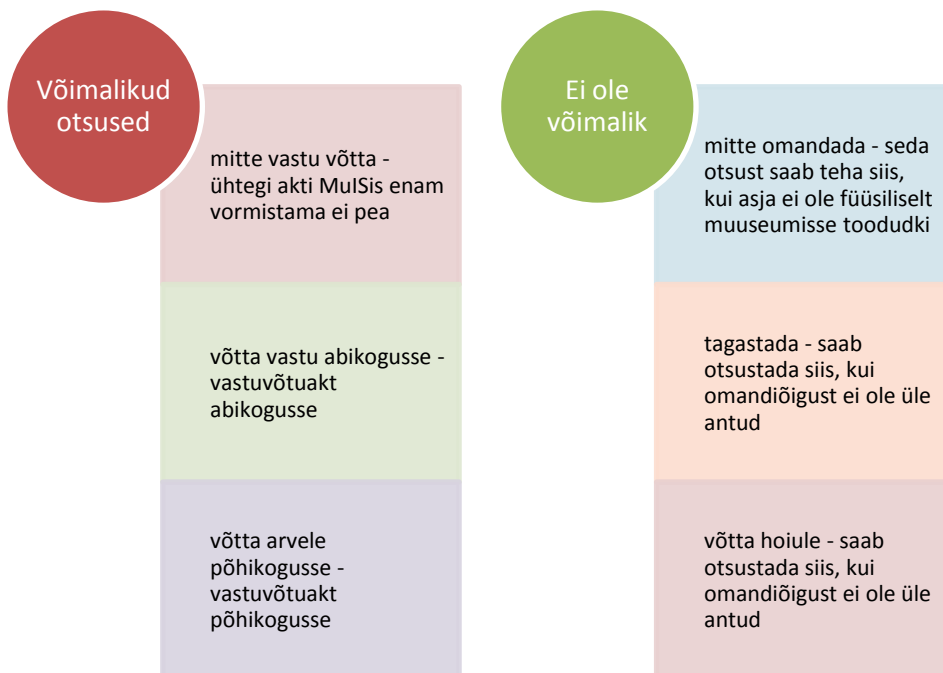 Võimalikud
otsused
mitte vastu võtta -
ühtegi akti MuISis enam
vormistama ei pea
võtta vastu abikogusse -
vastuvõtuakt
abikogusse
võtta arvele
põhikogusse -
vastuvõtuakt
põhikogusse
Ei ole
võimalik
mitte omandada - seda
otsust saab teha siis,
kui asja ei ole füüsiliselt
muuseumisse toodudki
tagastada - saab
otsustada siis, kui
omandiõigust ei ole üle
antud
võtta hoiule - saab
otsustada siis, kui
omandiõigust ei ole üle
antud